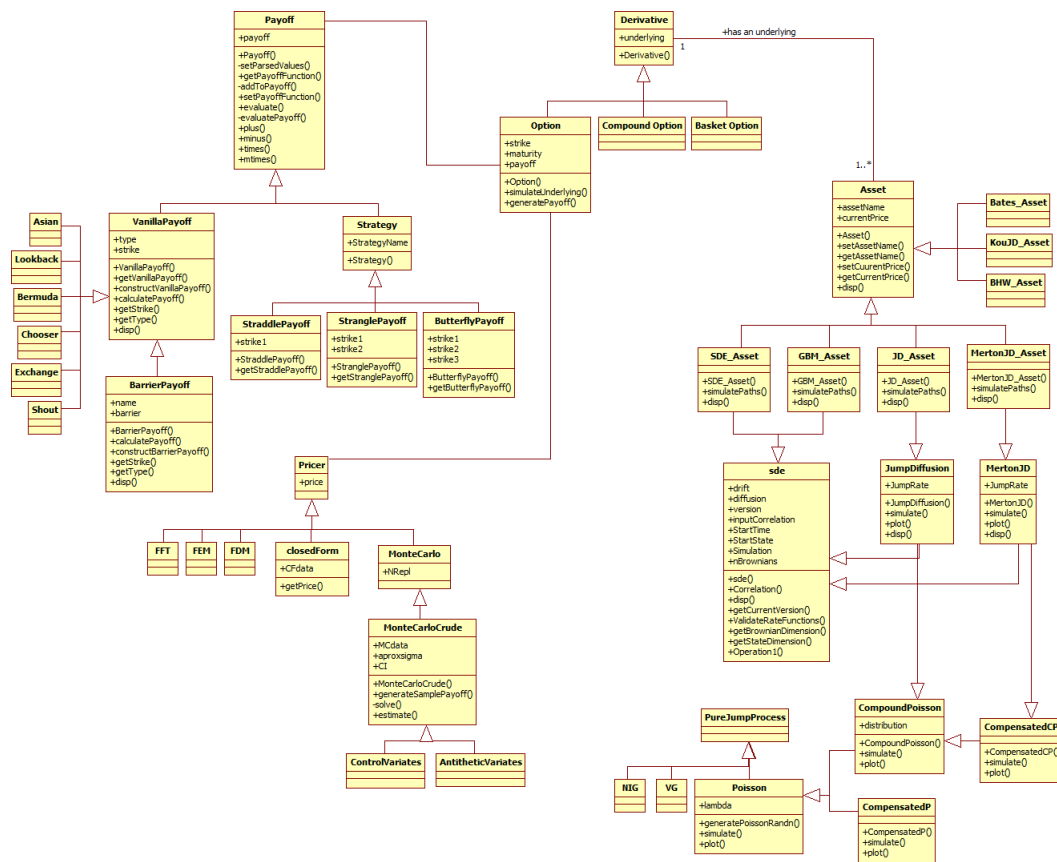 Payoff
+payoff
+Payoff()
-setParsedValues()
+getPayoffFunction()
-addToPayoff()
+setPayoffFunction()
+evaluate()
-evaluatePayoff()
+plus()
+minus()
+times()
+mtimes()
Derivative
+underlying
+Derivative()
+has an underlying
1
1..*
Option
+strike
+maturity
+payoff
+Option()
+simulateUnderlying()
+generatePayoff()
Compound Option
Basket Option
Asset
+assetName
+currentPrice
+Asset()
+setAssetName()
+getAssetName()
+setCuurentPrice()
+getCurrentPrice()
+disp()
Bates_Asset
KouJD_Asset
BHW_Asset
Asian
Lookback
Bermuda
Chooser
Exchange
Shout
VanillaPayoff
+type
+strike
+VanillaPayoff()
+getVanillaPayoff()
+constructVanillaPayoff()
+calculatePayoff()
+getStrike()
+getType()
+disp()
Strategy
+StrategyName
+Strategy()
StraddlePayoff
+strike1
+StraddlePayoff()
+getStraddlePayoff()
StranglePayoff
+strike1
+strike2
+StranglePayoff()
+getStranglePayoff()
ButterflyPayoff
+strike1
+strike2
+strike3
+ButterflyPayoff()
+getButterflyPayoff()
BarrierPayoff
+name
+barrier
+BarrierPayoff()
+calculatePayoff()
+constructBarrierPayoff()
+getStrike()
+getType()
+disp()
SDE_Asset
+SDE_Asset()
+simulatePaths()
+disp()
GBM_Asset
+GBM_Asset()
+simulatePaths()
+disp()
JD_Asset
+JD_Asset()
+simulatePaths()
+disp()
MertonJD_Asset
+MertonJD_Asset()
+simulatePaths()
+disp()
Pricer
+price
FFT
FEM
FDM
closedForm
+CFdata
+getPrice()
MonteCarlo
+NRepl
MonteCarloCrude
+MCdata
+aproxsigma
+CI
+MonteCarloCrude()
+generateSamplePayoff()
-solve()
+estimate()
ControlVariates
AntitheticVariates
sde
+drift
+diffusion
+version
+inputCorrelation
+StartTime
+StartState
+Simulation
+nBrownians
+sde()
+Correlation()
+disp()
+getCurrentVersion()
+ValidateRateFunctions()
+getBrownianDimension()
+getStateDimension()
+Operation1()
JumpDiffusion
+JumpRate
+JumpDiffusion()
+simulate()
+plot()
+disp()
MertonJD
+JumpRate
+MertonJD()
+simulate()
+plot()
+disp()
PureJumpProcess
NIG
VG
Poisson
+lambda
+generatePoissonRandn()
+simulate()
+plot()
CompoundPoisson
+distribution
+CompoundPoisson()
+simulate()
+plot()
CompensatedCP
+CompensatedCP()
+simulate()
+plot()
CompensatedP
+CompensatedP()
+simulate()
+plot()